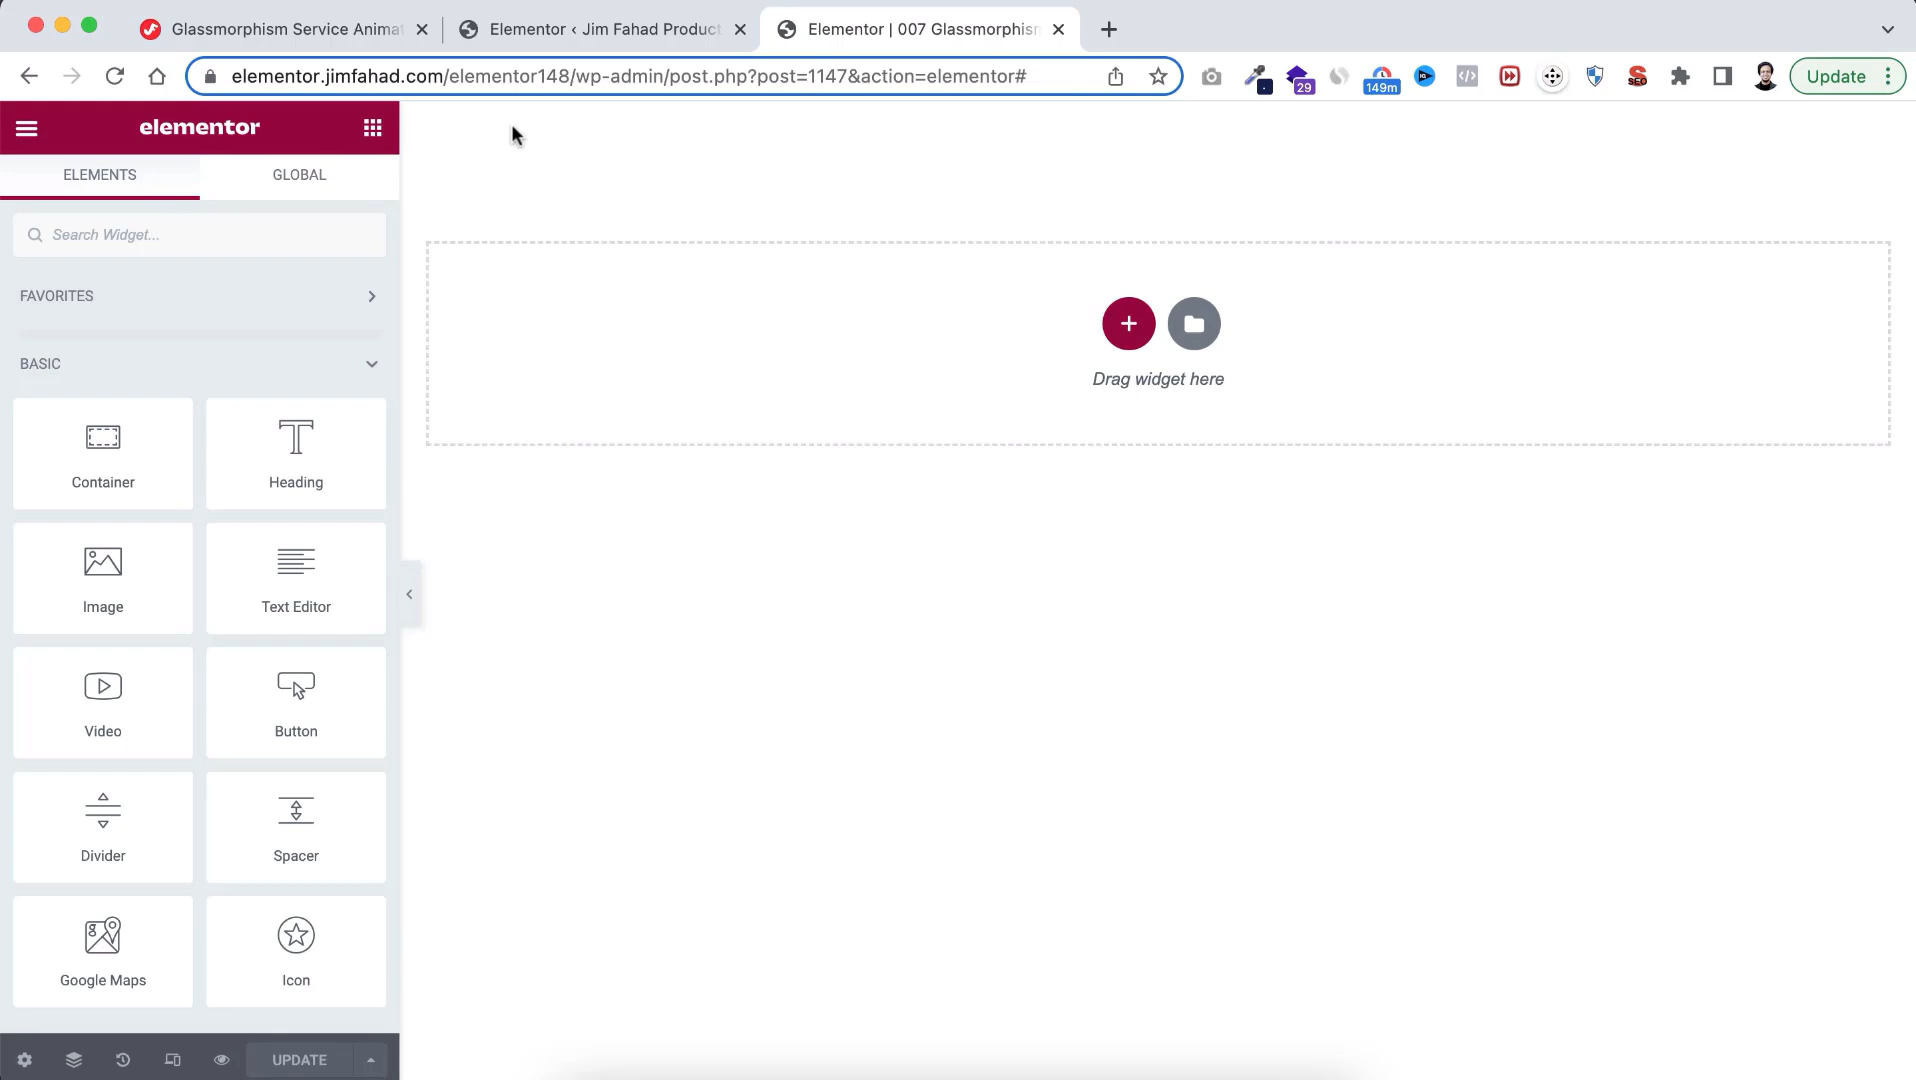 Glassmorphism Service Animat
Elementor ‹ Jim Fahad Product
Elementor | 007 Glassmorphism
elementor.jimfahad.com/elementor148/wp-admin/post.php?post=1147&action=elementor#
29
149m
SEO
Update
elementor
ELEMENTS
GLOBAL
Search Widget...
FAVORITES
BASIC
Container
Heading
Image
Text Editor
Video
Button
Divider
Spacer
Google Maps
Icon
UPDATE
Drag widget here